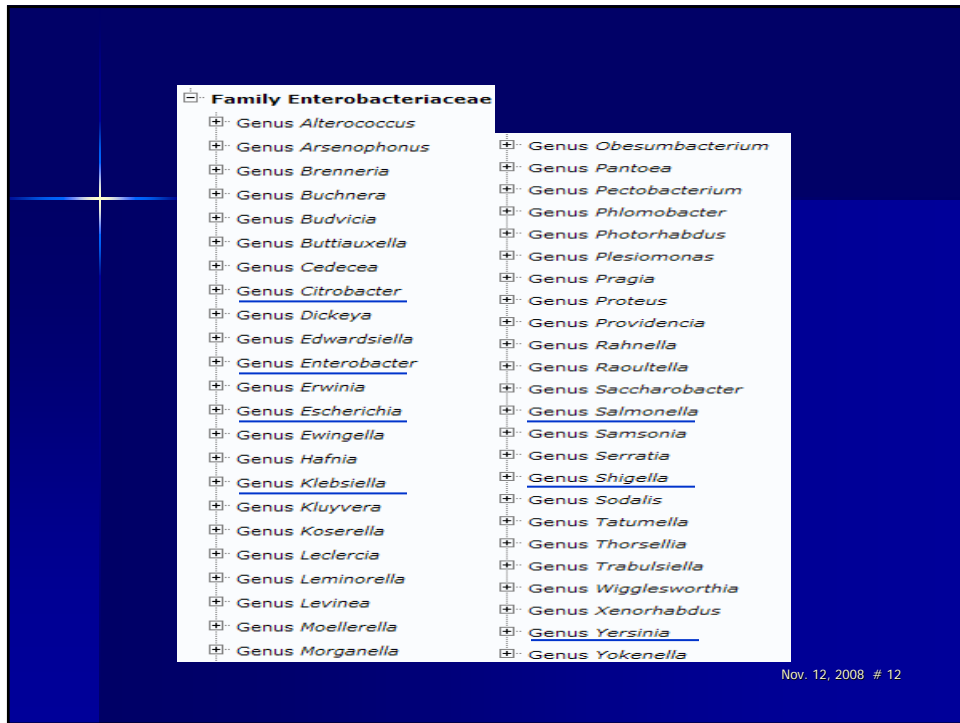 Family Enterobacteriaceae
Genus Alterococcus
Genus Arsenophonus
Genus Brenneria
Genus Buchnera
Genus Budvicia
Genus Buttiauxella
Genus Cedecea
Genus Citrobacter
Genus Dickeya
Genus Edwardsiella
Genus Enterobacter
Genus Erwinia
Genus Escherichia
Genus Ewingella
Genus Hafnia
Genus Klebsiella
Genus Kluyvera
Genus Koserella
Genus Leclercia
Genus Leminorella
Genus Levinea
Genus Moellerella
Genus Morganella
Genus Obesumbacterium
Genus Pantoea
Genus Pectobacterium
Genus Phlomobacter
Genus Photorhabdus
Genus Plesiomonas
Genus Pragia
Genus Proteus
Genus Providencia
Genus Rahnella
Genus Raoultella
Genus Saccharobacter
Genus Salmonella
Genus Samsonia
Genus Serratia
Genus Shigella
Genus Sodalis
Genus Tatumella
Genus Thorsellia
Genus Trabulsiella
Genus Wigglesworthia
Genus Xenorhabdus
Genus Yersinia
Genus Yokenella
Nov. 12, 2008 # 12